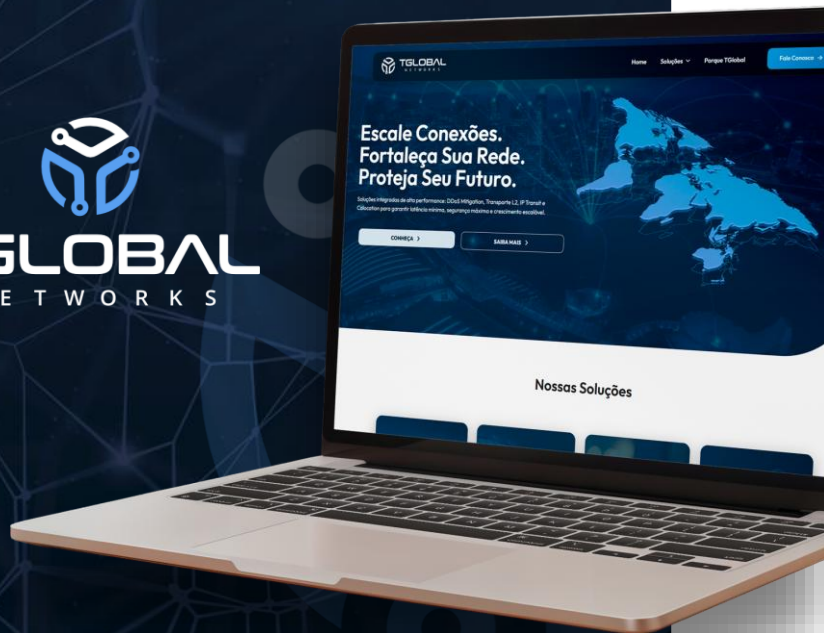 GLOBAL
ETWORKS
TGLOBAL
NETWORKS
Home Soluções Porque TGlobal Fale Conosco →
Escale Conexões.
Fortaleça Sua Rede.
Proteja Seu Futuro.
Soluções integradas de alta performance: DDoS Mitigation, Transporte L2, IP Transit e
Colocation para garantir latência mínima, segurança máxima e crescimento escalável.
CONHEÇA >
SAIBA MAIS >
Nossas Soluções